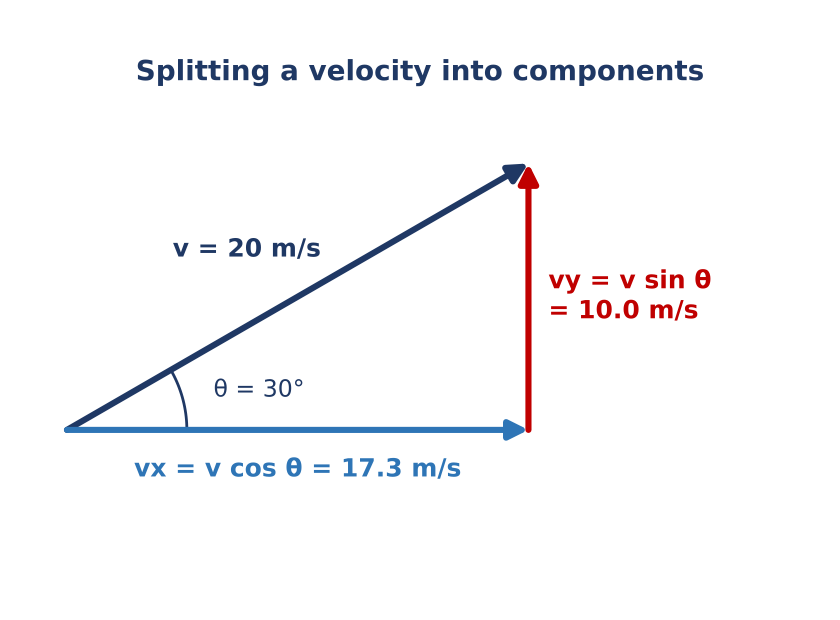 Splitting a velocity into components
v = 20 m/s
vy = v sin θ
= 10.0 m/s
θ = 30°
vx = v cos θ = 17.3 m/s